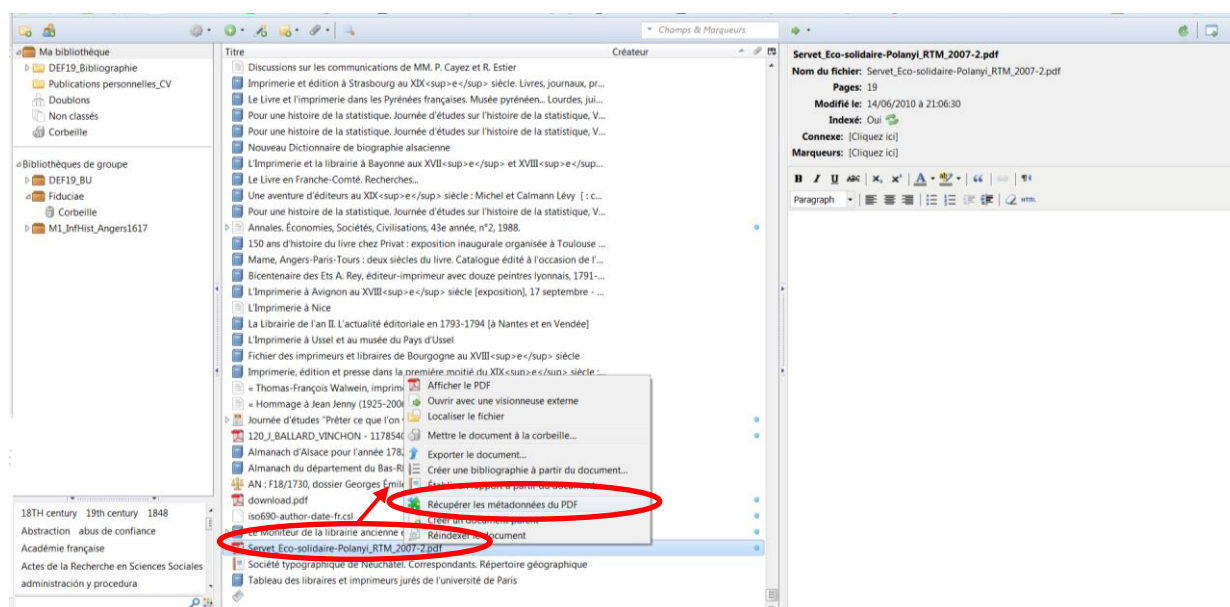 Champs & Marqueurs
Ma bibliothèque
DEF19_Bibliographie
Publications personnelles_CV
Doublons
Non classés
Corbeille
Bibliothèques de groupe
DEF19_BU
Fiduciae
Corbeille
M1_InfHist_Angers1617
18TH century 19th century 1848
Abstraction abus de confiance
Académie française
Actes de la Recherche en Sciences Sociales
administración y procedura
Titre Créateur
Discussions sur les communications de MM. P. Cayez et R. Estier
Imprimerie et édition à Strasbourg au XIX<sup>e</sup> siécle. Livres, journaux, pr...
Le Livre et l'imprimerie dans les Pyrénées françaises. Musée pyrénéen... Lourdes, jui...
Pour une histoire de la statistique. Journée d'études sur l'histoire de la statistique, V...
Pour une histoire de la statistique. Journée d'études sur l'histoire de la statistique, V...
Nouveau Dictionnaire de biographie alsacienne
L'Imprimerie et la librairie à Bayonne aux XVII<sup>e</sup> et XVIII<sup>e</sup...
Le Livre en Franche-Comté. Recherches...
Une aventure d'éditeurs au XIX<sup>e</sup> siècle : Michel et Calmann Lévy [ : c...
Pour une histoire de la statistique. Journée d'études sur l'histoire de la statistique, V...
Annales. Économies, Sociétés, Civilisations, 43e année, n°2, 1988.
150 ans d'histoire du livre chez Privat : exposition inaugurale organisée à Toulouse ...
Mame, Angers-Paris-Tours : deux siècles du livre. Catalogue édité à l'occasion de l'...
Bicentenaire des Ets A. Rey, éditeur-imprimeur avec douze peintres lyonnais, 1791-...
L'Imprimerie à Avignon au XVIII<sup>e</sup> siècle [exposition], 17 septembre - ...
L'Imprimerie à Nice
La Librairie de l'an II. L'actualité éditoriale en 1793-1794 [à Nantes et en Vendée]
L'Imprimerie à Ussel et au musée du Pays d'Ussel
Fichier des imprimeurs et libraires de Bourgogne au XVIII<sup>e</sup> siécle
Imprimerie, édition et presse dans la première moitié du XIX<sup>e</sup> siécle :...
« Thomas-François Walwein, imprim
« Hommage à Jean Jenny (1925-200
Journée d'études "Prêter ce que l'on
120_J_BALLARD_VINCHON - 117854
Almanach d'Alsace pour l'année 178
Almanach du département du Bas-R
AN : F18/1730, dossier Georges Émile
download.pdf
iso690-author-date-fr.csl
Le Moniteur de la librairie ancienne
Servet_Eco-solidaire-Polanyi_RTM_2007-2.pdf
Société typographique de Neuchâtel. Correspondants. Répertoire géographique
Tableau des libraires et imprimeurs jurés de l'université de Paris
Afficher le PDF
Ouvrir avec une visionneuse externe
Localiser le fichier
Mettre le document à la corbeille...
Exporter le document...
Créer une bibliographie à partir du document...
Établir un rapport à partir du document
Récupérer les métadonnées du PDF
Créer un document parent
Réindexer le document
Servet_Eco-solidaire-Polanyi_RTM_2007-2.pdf
Nom du fichier: Servet_Eco-solidaire-Polanyi_RTM_2007-2.pdf
Pages: 19
Modifié le: 14/06/2010 à 21:06:30
Indexé: Oui
Connexe: [Cliquez ici]
Marqueurs: [Cliquez ici]
B I U ABC X₂ X² A ab
Paragraph HTML